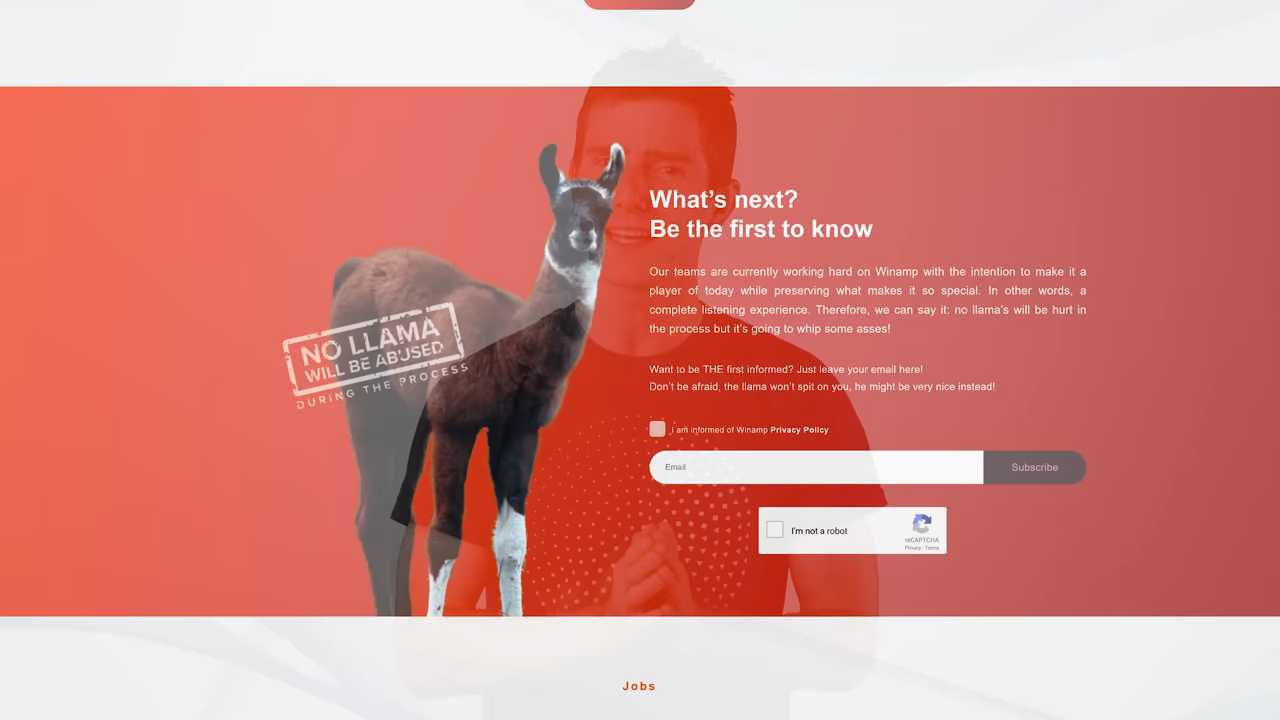 What's next?
Be the first to know
Our teams are currently working hard on Winamp with the intention to make it a
player of today while preserving what makes it so special. In other words, a
complete listening experience. Therefore, we can say it: no llama's will be hurt in
the process but it's going to whip some asses!
NO LLAMA
WILL BE ABUSED
DURING THE PROCESS
Want to be THE first informed? Just leave your email here!
Don't be afraid, the llama won't spit on you, he might be very nice instead!
I am informed of Winamp Privacy Policy
Email
Subscribe
I'm not a robot
reCAPTCHA
Privacy - Terms
Jobs